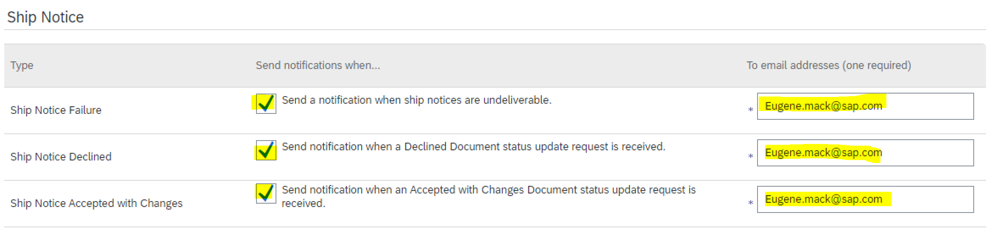 Ship Notice
Type Send notifications when... To email addresses (one required)
Ship Notice Failure Send a notification when ship notices are undeliverable. * Eugene.mack@sap.com
Ship Notice Declined Send notification when a Declined Document status update request is received. * Eugene.mack@sap.com
Ship Notice Accepted with Changes Send notification when an Accepted with Changes Document status update request is
received. * Eugene.mack@sap.com